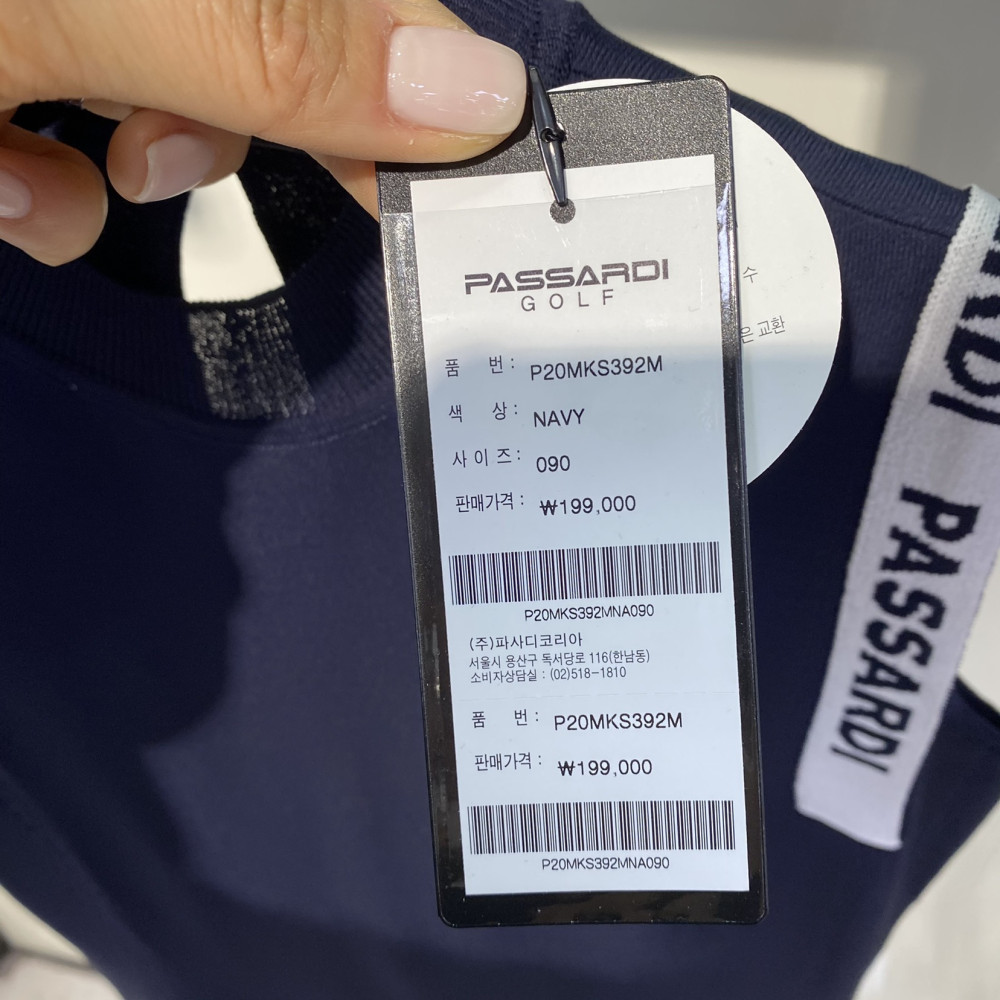 PASSARDI
GOLF
품 번 : P20MKS392M
색 상 : NAVY
사 이 즈 : 090
판매가격 : ₩199,000
P20MKS392MNA090
(주)파사디코리아
서울시 용산구 독서당로 116(한남동)
소비자상담실 : (02)518-1810
품 번 : P20MKS392M
판매가격 : ₩199,000
P20MKS392MNA090
수
은 교환
RDI
PASSARDI